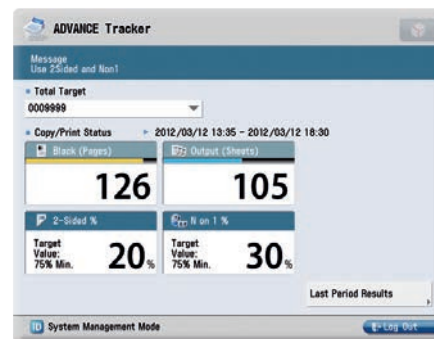 ADVANCE Tracker
Message
Use 2Sided and Non1
Total Target
0009999
Copy/Print Status 2012/03/12 13:35 - 2012/03/12 18:30
Black (Pages) Output (Sheets)
126 105
2-Sided % N on 1 %
Target Value: 75% Min. 20% Target Value: 75% Min. 30%
Last Period Results
ID System Management Mode Log Out